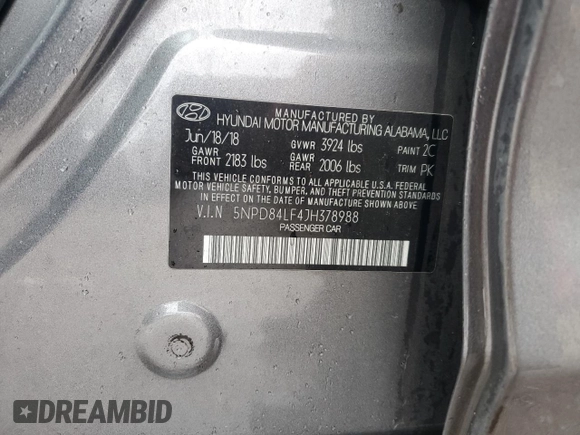 MANUFACTURED BY
HYUNDAI MOTOR MANUFACTURING ALABAMA, LLC
Jun/18/18 GVWR 3924 lbs PAINT 2C
GAWR FRONT 2183 lbs GAWR REAR 2006 lbs TRIM PK
THIS VEHICLE CONFORMS TO ALL APPLICABLE U.S.A FEDERAL
MOTOR VEHICLE SAFETY, BUMPER, AND THEFT PREVENTION STANDARDS
IN EFFECT ON THE DATE OF MANUFACTURE SHOWN ABOVE.
V.I.N 5NPD84LF4JH378988
PASSENGER CAR
DREAMBID